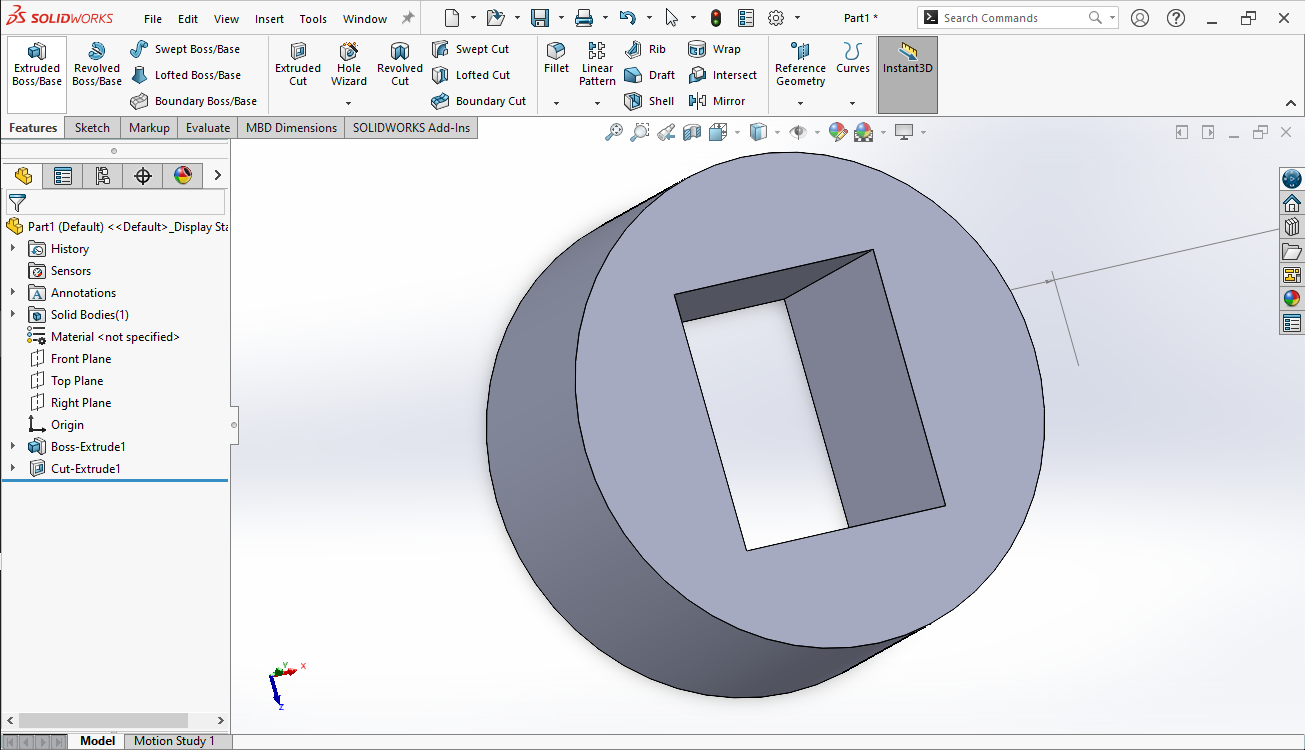 SOLIDWORKS File Edit View Insert Tools Window Part1 * Search Commands
Extruded Boss/Base
Revolved Boss/Base
Swept Boss/Base
Lofted Boss/Base
Boundary Boss/Base
Extruded Cut
Hole Wizard
Revolved Cut
Swept Cut
Lofted Cut
Boundary Cut
Fillet
Linear Pattern
Rib
Draft
Shell
Wrap
Intersect
Mirror
Reference Geometry
Curves
Instant3D
Features Sketch Markup Evaluate MBD Dimensions SOLIDWORKS Add-Ins
Part1 (Default) <<Default>_Display Sta
History
Sensors
Annotations
Solid Bodies(1)
Material <not specified>
Front Plane
Top Plane
Right Plane
Origin
Boss-Extrude1
Cut-Extrude1
Y
X
Z
Model Motion Study 1